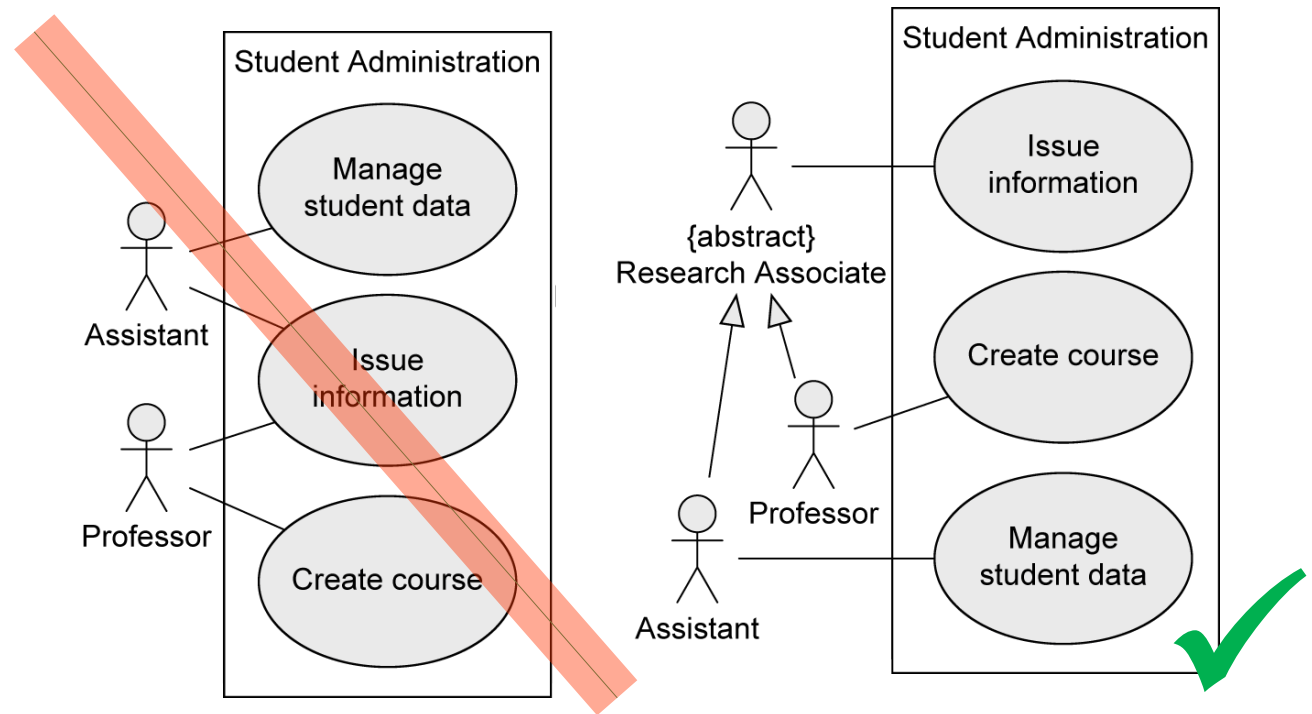 Student Administration
Manage
student data
Assistant
Issue
information
Professor
Create course
Student Administration
Issue
information
{abstract}
Research Associate
Create course
Professor
Manage
student data
Assistant